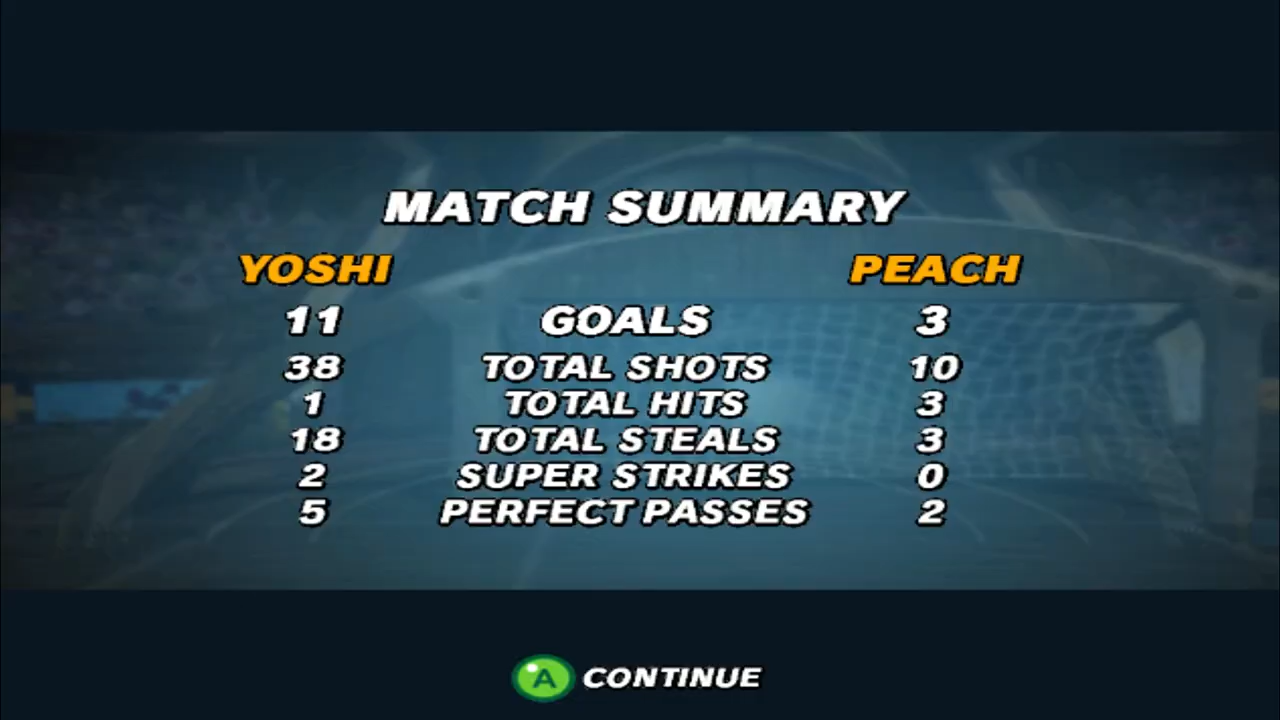 MATCH SUMMARY
YOSHI PEACH
11 GOALS 3
38 TOTAL SHOTS 10
1 TOTAL HITS 3
18 TOTAL STEALS 3
2 SUPER STRIKES 0
5 PERFECT PASSES 2
A CONTINUE